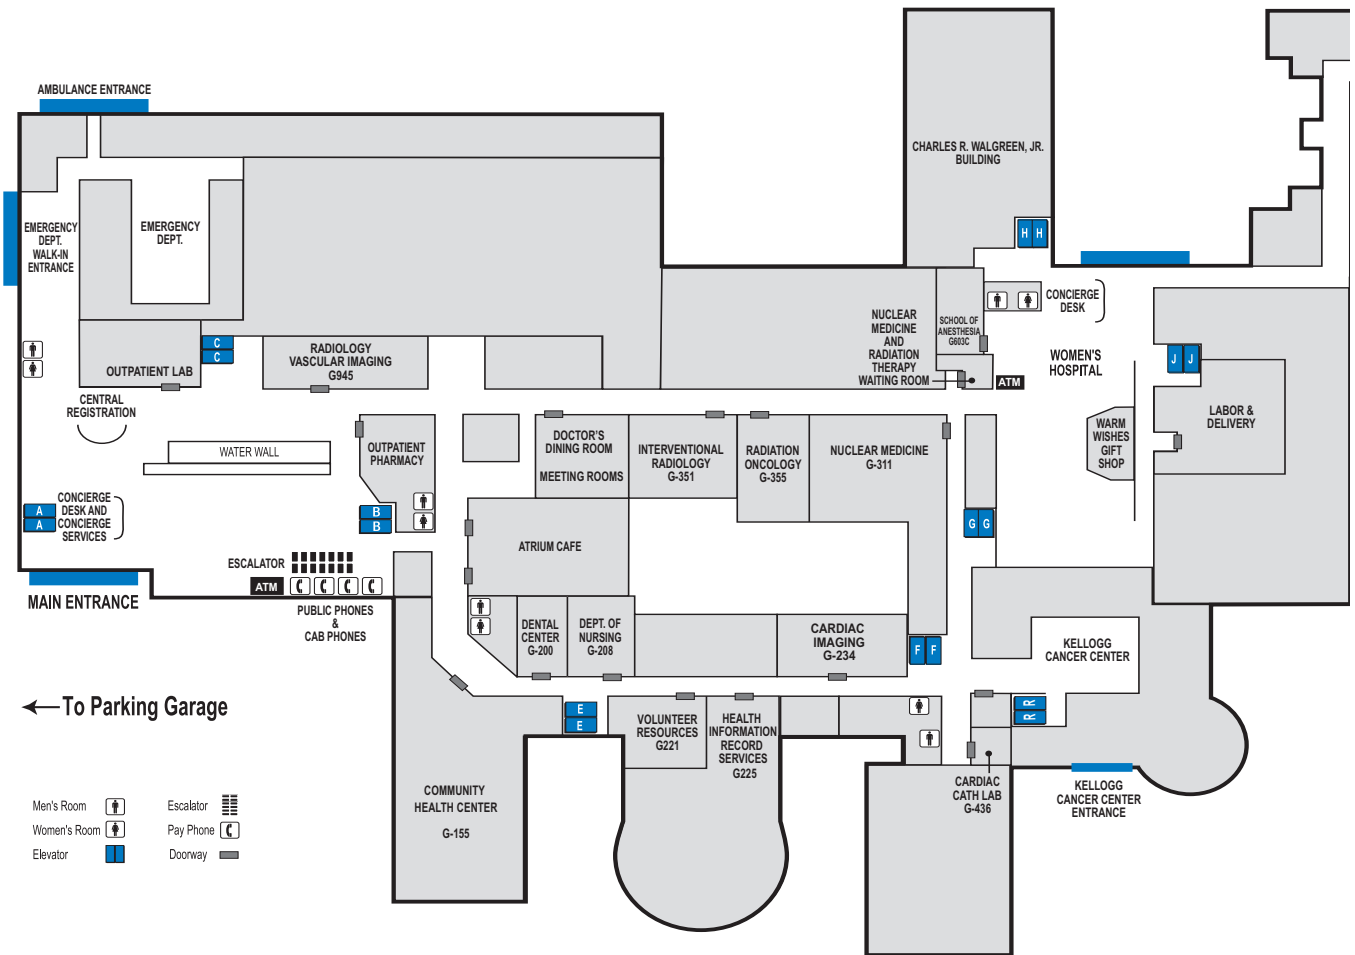 AMBULANCE ENTRANCE
CHARLES R. WALGREEN, JR.
BUILDING
EMERGENCY
DEPT.
WALK-IN
ENTRANCE
EMERGENCY
DEPT.
H H
CONCIERGE
DESK
NUCLEAR
MEDICINE
AND
RADIATION
THERAPY
WAITING ROOM
SCHOOL OF
ANESTHESIA
G603C
ATM
WOMEN'S
HOSPITAL
J J
C
C
RADIOLOGY
VASCULAR IMAGING
G945
OUTPATIENT LAB
CENTRAL
REGISTRATION
WATER WALL
OUTPATIENT
PHARMACY
DOCTOR'S
DINING ROOM
MEETING ROOMS
INTERVENTIONAL
RADIOLOGY
G-351
RADIATION
ONCOLOGY
G-355
NUCLEAR MEDICINE
G-311
WARM
WISHES
GIFT
SHOP
LABOR &
DELIVERY
A
A
CONCIERGE
DESK AND
CONCIERGE
SERVICES
B
B
G G
ATRIUM CAFE
ESCALATOR
ATM
MAIN ENTRANCE
PUBLIC PHONES
&
CAB PHONES
DENTAL
CENTER
G-200
DEPT. OF
NURSING
G-208
CARDIAC
IMAGING
G-234
F F
KELLOGG
CANCER CENTER
To Parking Garage
E
E
VOLUNTEER
RESOURCES
G221
HEALTH
INFORMATION
RECORD
SERVICES
G225
R
R
COMMUNITY
HEALTH CENTER
G-155
CARDIAC
CATH LAB
G-436
KELLOGG
CANCER CENTER
ENTRANCE
Men's Room
Escalator
Women's Room
Pay Phone
Elevator
Doorway